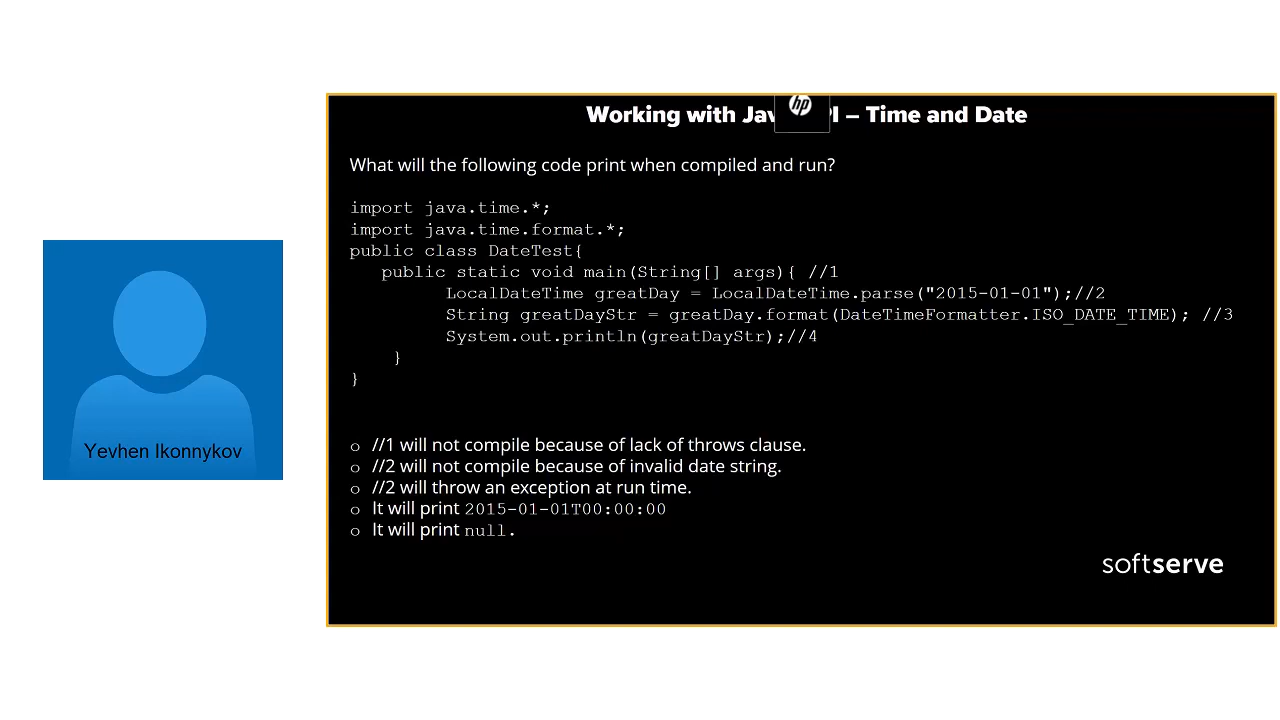 Working with Jav PI – Time and Date
hp
What will the following code print when compiled and run?
import java.time.*;
import java.time.format.*;
public class DateTest{
public static void main(String[] args){ //1
LocalDateTime greatDay = LocalDateTime.parse("2015-01-01");//2
String greatDayStr = greatDay.format(DateTimeFormatter.ISO_DATE_TIME); //3
System.out.println(greatDayStr);//4
}
}
Yevhen Ikonnykov
o //1 will not compile because of lack of throws clause.
o //2 will not compile because of invalid date string.
o //2 will throw an exception at run time.
o It will print 2015-01-01T00:00:00
o It will print null.
softserve